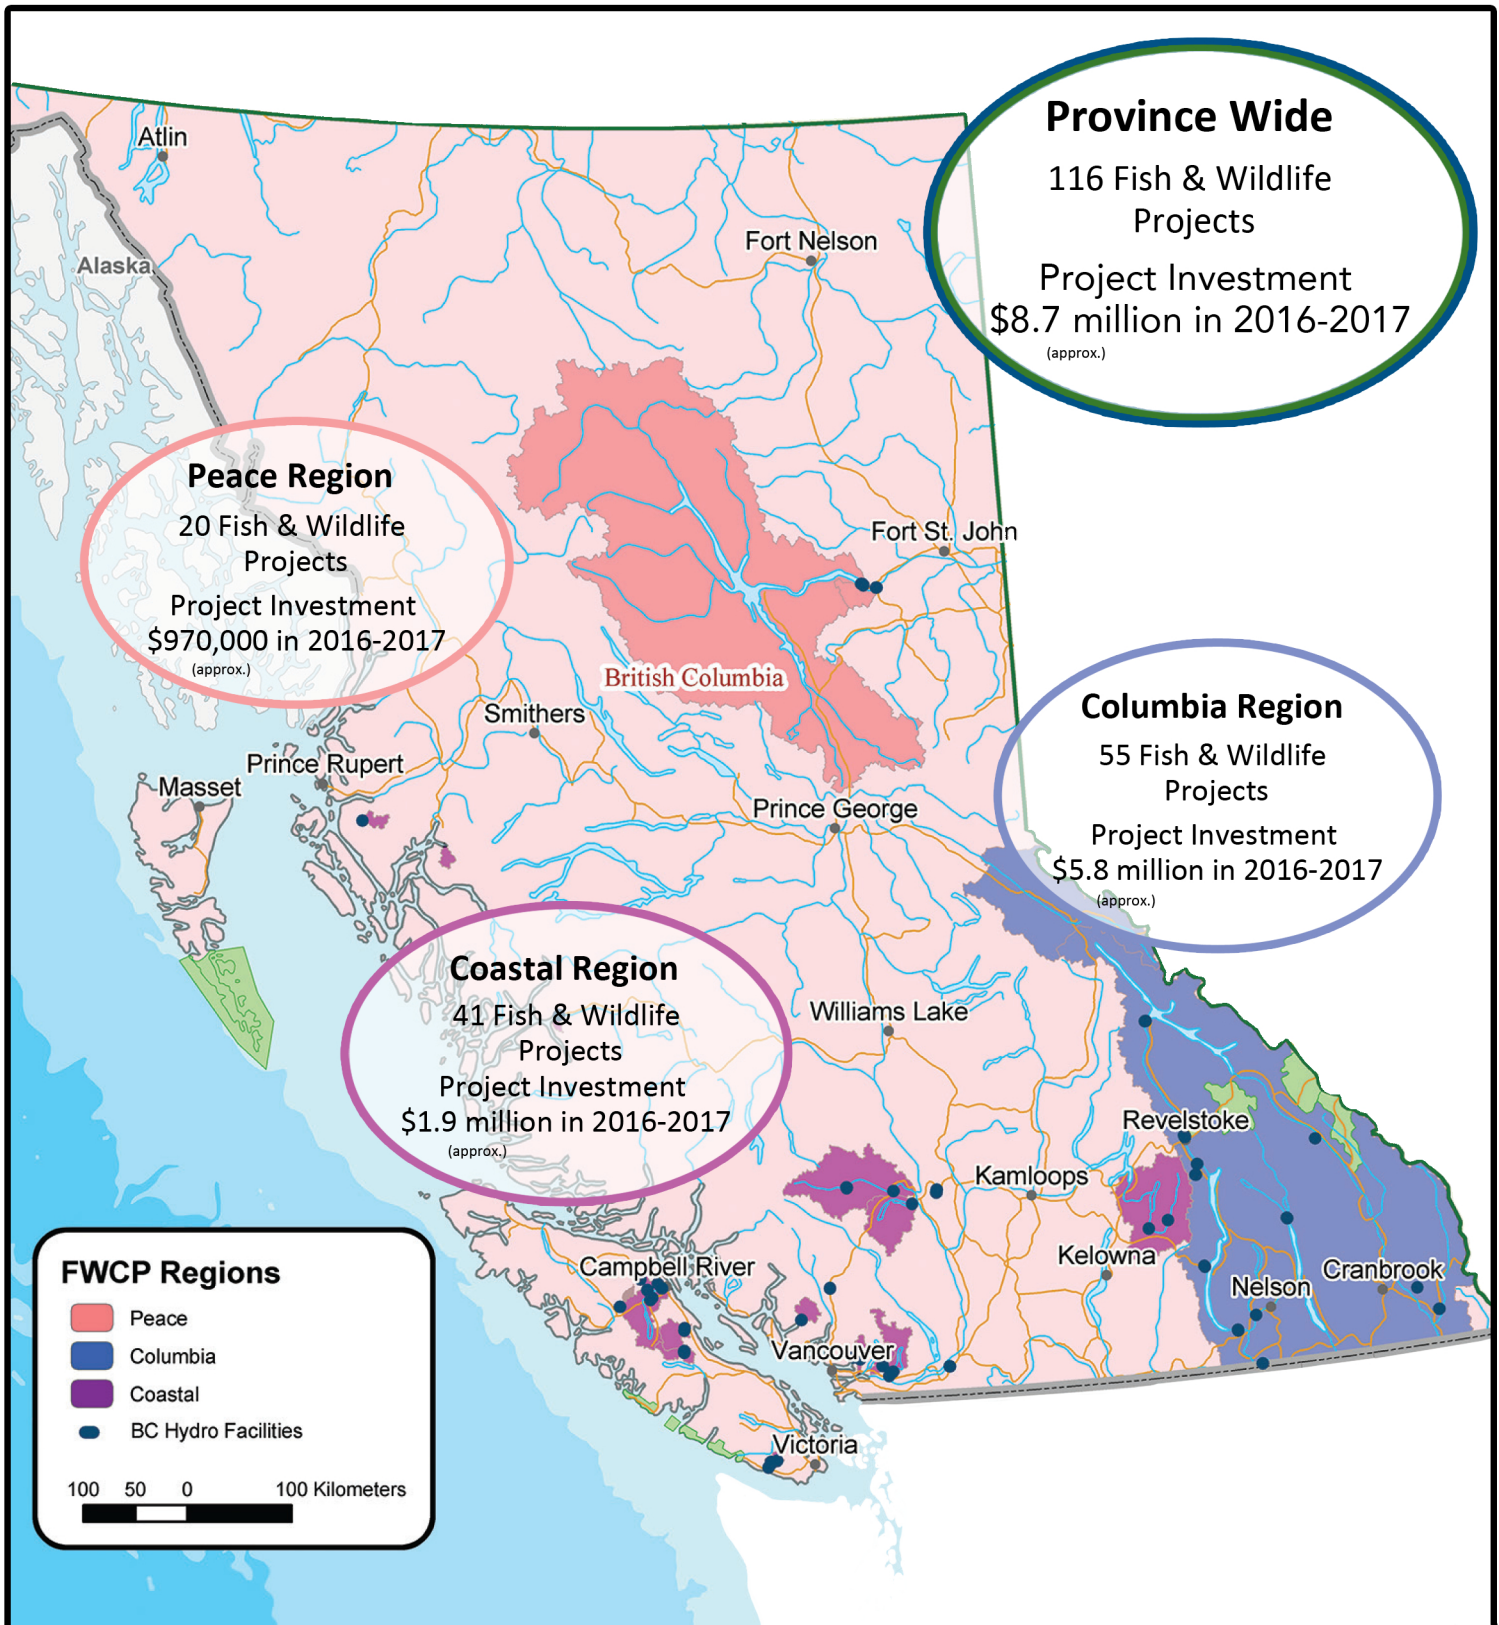 Province Wide
116 Fish & Wildlife
Projects
Project Investment
$8.7 million in 2016-2017
(approx.)
Atlin
Alaska
Fort Nelson
Peace Region
20 Fish & Wildlife
Projects
Project Investment
$970,000 in 2016-2017
(approx.)
Fort St. John
British Columbia
Columbia Region
55 Fish & Wildlife
Projects
Project Investment
$5.8 million in 2016-2017
(approx.)
Smithers
Prince Rupert
Masset
Prince George
Coastal Region
41 Fish & Wildlife
Projects
Project Investment
$1.9 million in 2016-2017
(approx.)
Williams Lake
Revelstoke
Kamloops
Kelowna
Campbell River
Nelson
Cranbrook
Vancouver
Victoria
FWCP Regions
Peace
Columbia
Coastal
BC Hydro Facilities
100 50 0 100 Kilometers